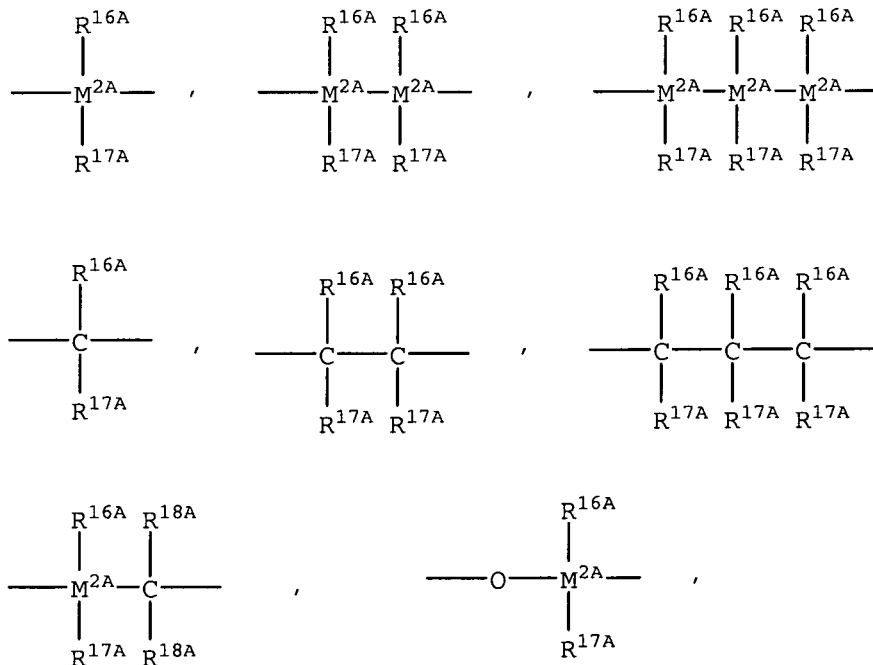 R16A R16A R16A R16A R16A R16A
M2A , M2A M2A , M2A M2A M2A
R17A R17A R17A R17A R17A R17A
R16A R16A R16A R16A R16A R16A
C , C C , C C C
R17A R17A R17A R17A R17A R17A
R16A R18A R16A
M2A C , O M2A ,
R17A R18A R17A